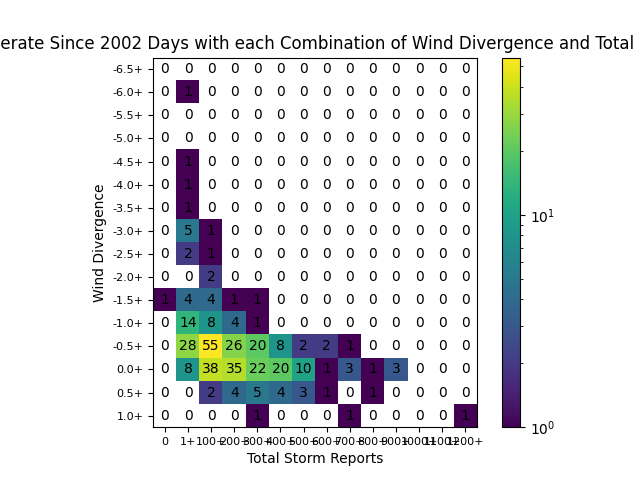 erate Since 2002 Days with each Combination of Wind Divergence and Total
-6.5+ 0 0 0 0 0 0 0 0 0 0 0 0 0 0
-6.0+ 0 1 0 0 0 0 0 0 0 0 0 0 0 0
-5.5+ 0 0 0 0 0 0 0 0 0 0 0 0 0 0
-5.0+ 0 0 0 0 0 0 0 0 0 0 0 0 0 0
-4.5+ 0 1 0 0 0 0 0 0 0 0 0 0 0 0
-4.0+ 0 1 0 0 0 0 0 0 0 0 0 0 0 0
-3.5+ 0 1 0 0 0 0 0 0 0 0 0 0 0 0
-3.0+ 0 5 1 0 0 0 0 0 0 0 0 0 0 0
-2.5+ 0 2 1 0 0 0 0 0 0 0 0 0 0 0
-2.0+ 0 0 2 0 0 0 0 0 0 0 0 0 0 0
-1.5+ 1 4 4 1 1 0 0 0 0 0 0 0 0 0
-1.0+ 0 14 8 4 1 0 0 0 0 0 0 0 0 0
-0.5+ 0 28 55 26 20 8 2 2 1 0 0 0 0 0
0.0+ 0 8 38 35 22 20 10 1 3 1 3 0 0 0
0.5+ 0 0 2 4 5 4 3 1 0 1 0 0 0 0
1.0+ 0 0 0 0 1 0 0 0 1 0 0 0 0 1
0 1+ 100+ 200+ 300+ 400+ 500+ 600+ 700+ 800+ 900+ 1000+ 1100+ 1200+
Total Storm Reports
Wind Divergence
10^1
10^0